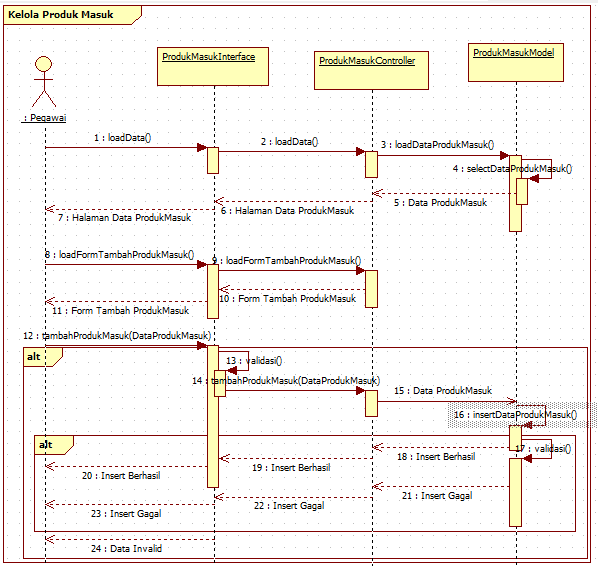 Kelola Produk Masuk
ProdukMasukInterface
ProdukMasukController
ProdukMasukModel
: Pegawai
1 : loadData()
2 : loadData()
3 : loadDataProdukMasuk()
4 : selectDataProdukMasuk()
5 : Data ProdukMasuk
6 : Halaman Data ProdukMasuk
7 : Halaman Data ProdukMasuk
8 : loadFormTambahProdukMasuk()
9 : loadFormTambahProdukMasuk()
10 : Form Tambah ProdukMasuk
11 : Form Tambah ProdukMasuk
12 : tambahProdukMasuk(DataProdukMasuk)
alt
13 : validasi()
14 : tambahProdukMasuk(DataProdukMasuk)
15 : Data ProdukMasuk
16 : insertDataProdukMasuk()
alt
17 : validasi()
18 : Insert Berhasil
19 : Insert Berhasil
20 : Insert Berhasil
21 : Insert Gagal
22 : Insert Gagal
23 : Insert Gagal
24 : Data Invalid